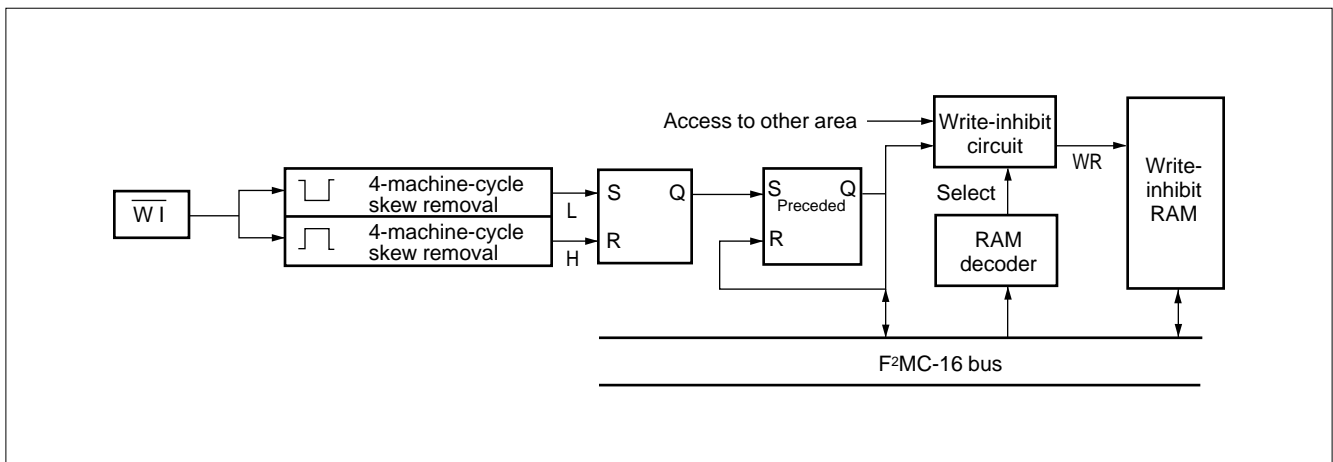 Access to other area
Write-inhibit
circuit
WR
Write-
inhibit
RAM
WI
4-machine-cycle
skew removal
4-machine-cycle
skew removal
L
H
S
Q
R
S
Q
Preceded
R
Select
RAM
decoder
F²MC-16 bus